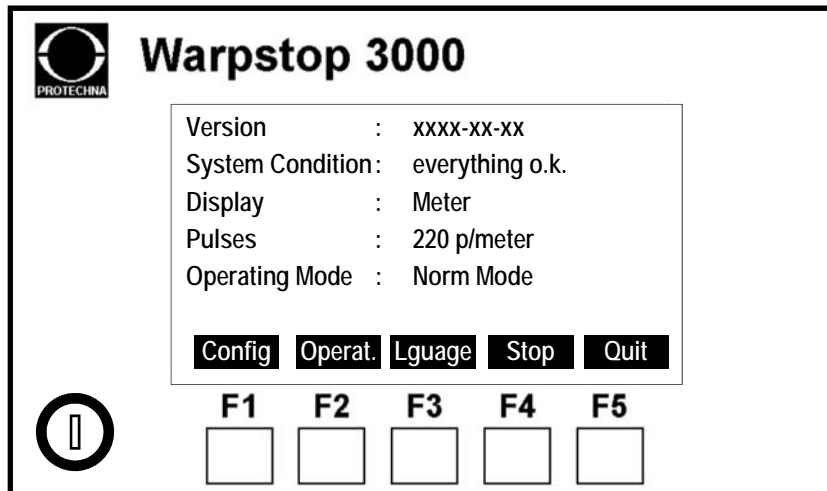 PROTECHNA
Warpstop 3000
Version : xxxx-xx-xx
System Condition : everything o.k.
Display : Meter
Pulses : 220 p/meter
Operating Mode : Norm Mode
Config Operat. Lguage Stop Quit
F1 F2 F3 F4 F5